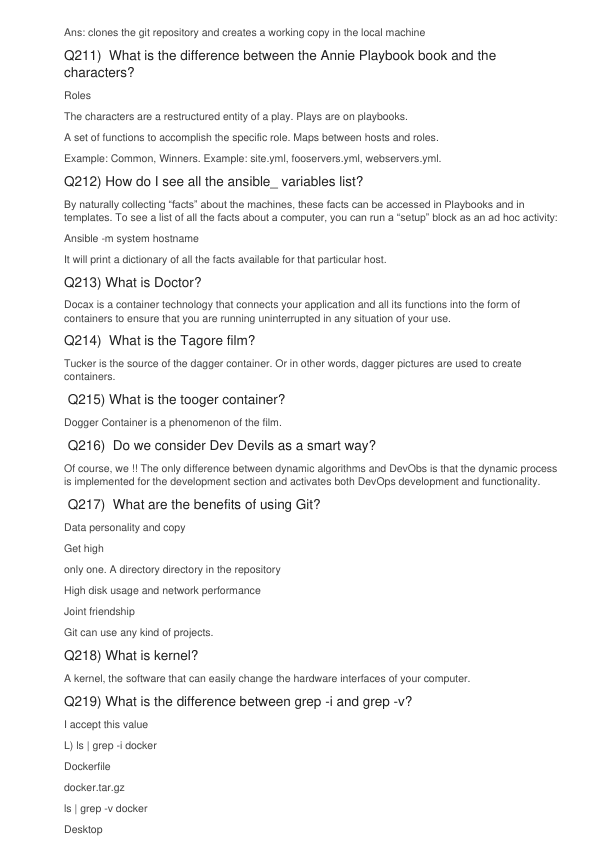 Ans: clones the git repository and creates a working copy in the local machine
Q211)  What is the difference between the Annie Playbook book and the
characters?
Roles
The characters are a restructured entity of a play. Plays are on playbooks.
A set of functions to accomplish the specific role. Maps between hosts and roles.
Example: Common, Winners. Example: site.yml, fooservers.yml, webservers.yml.
Q212) How do I see all the ansible_ variables list?
By naturally collecting “facts” about the machines, these facts can be accessed in Playbooks and in
templates. To see a list of all the facts about a computer, you can run a “setup” block as an ad hoc activity:
Ansible -m system hostname
It will print a dictionary of all the facts available for that particular host.
Q213) What is Doctor?
Docax is a container technology that connects your application and all its functions into the form of
containers to ensure that you are running uninterrupted in any situation of your use.
Q214)  What is the Tagore film?
Tucker is the source of the dagger container. Or in other words, dagger pictures are used to create
containers.
Q215) What is the tooger container?
Dogger Container is a phenomenon of the film.
Q216)  Do we consider Dev Devils as a smart way?
Of course, we !! The only difference between dynamic algorithms and DevObs is that the dynamic process
is implemented for the development section and activates both DevOps development and functionality.
Q217)  What are the benefits of using Git?
Data personality and copy
Get high
only one. A directory directory in the repository
High disk usage and network performance
Joint friendship
Git can use any kind of projects.
Q218) What is kernel?
A kernel, the software that can easily change the hardware interfaces of your computer.
Q219) What is the difference between grep -i and grep -v?
I accept this value
L) ls | grep -i docker
Dockerfile
docker.tar.gz
ls | grep -v docker
Desktop